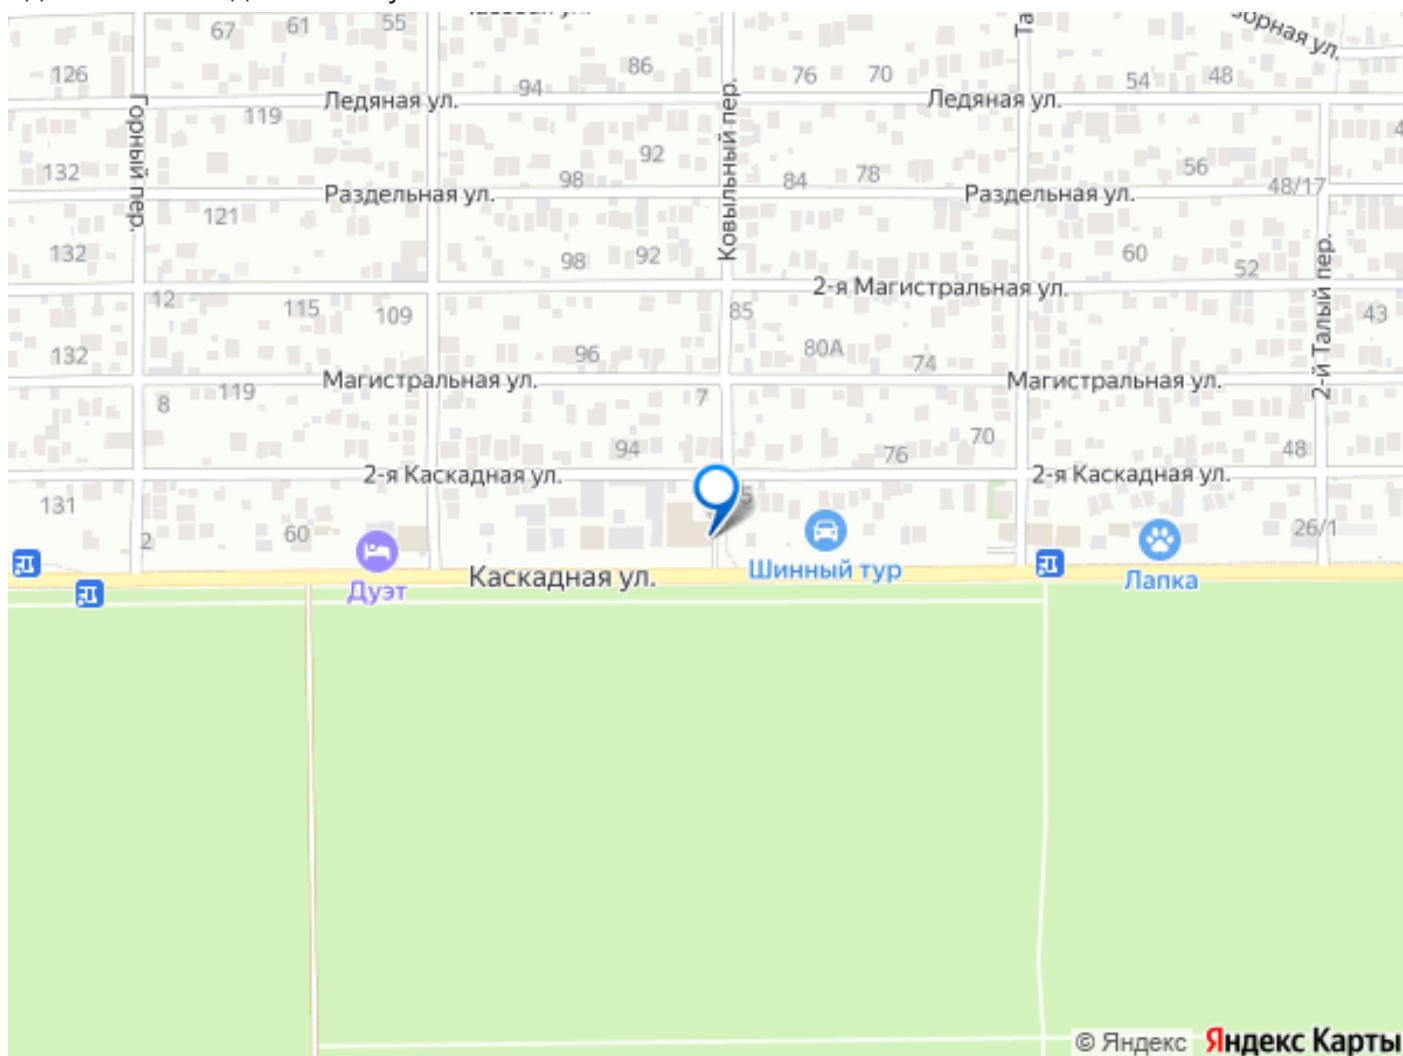 67 61 55
126 94 86 76 70 54 48
Ледяная ул. Ледяная ул.
Горный пер. 119 Ковыльный пер.
132 98 92 84 78 56 48/17
Раздельная ул. Раздельная ул.
121
132 98 92 60 52
2-я Магистральная ул.
12 115 109 85 43
2-й Талый пер.
132 96 80А 74
Магистральная ул. Магистральная ул.
8 119 7
94 76 70 48
2-я Каскадная ул. 2-я Каскадная ул.
131 5
2 60 26/1
Каскадная ул. Шинный тур
Дуэт Лапка
© Яндекс Яндекс Карты